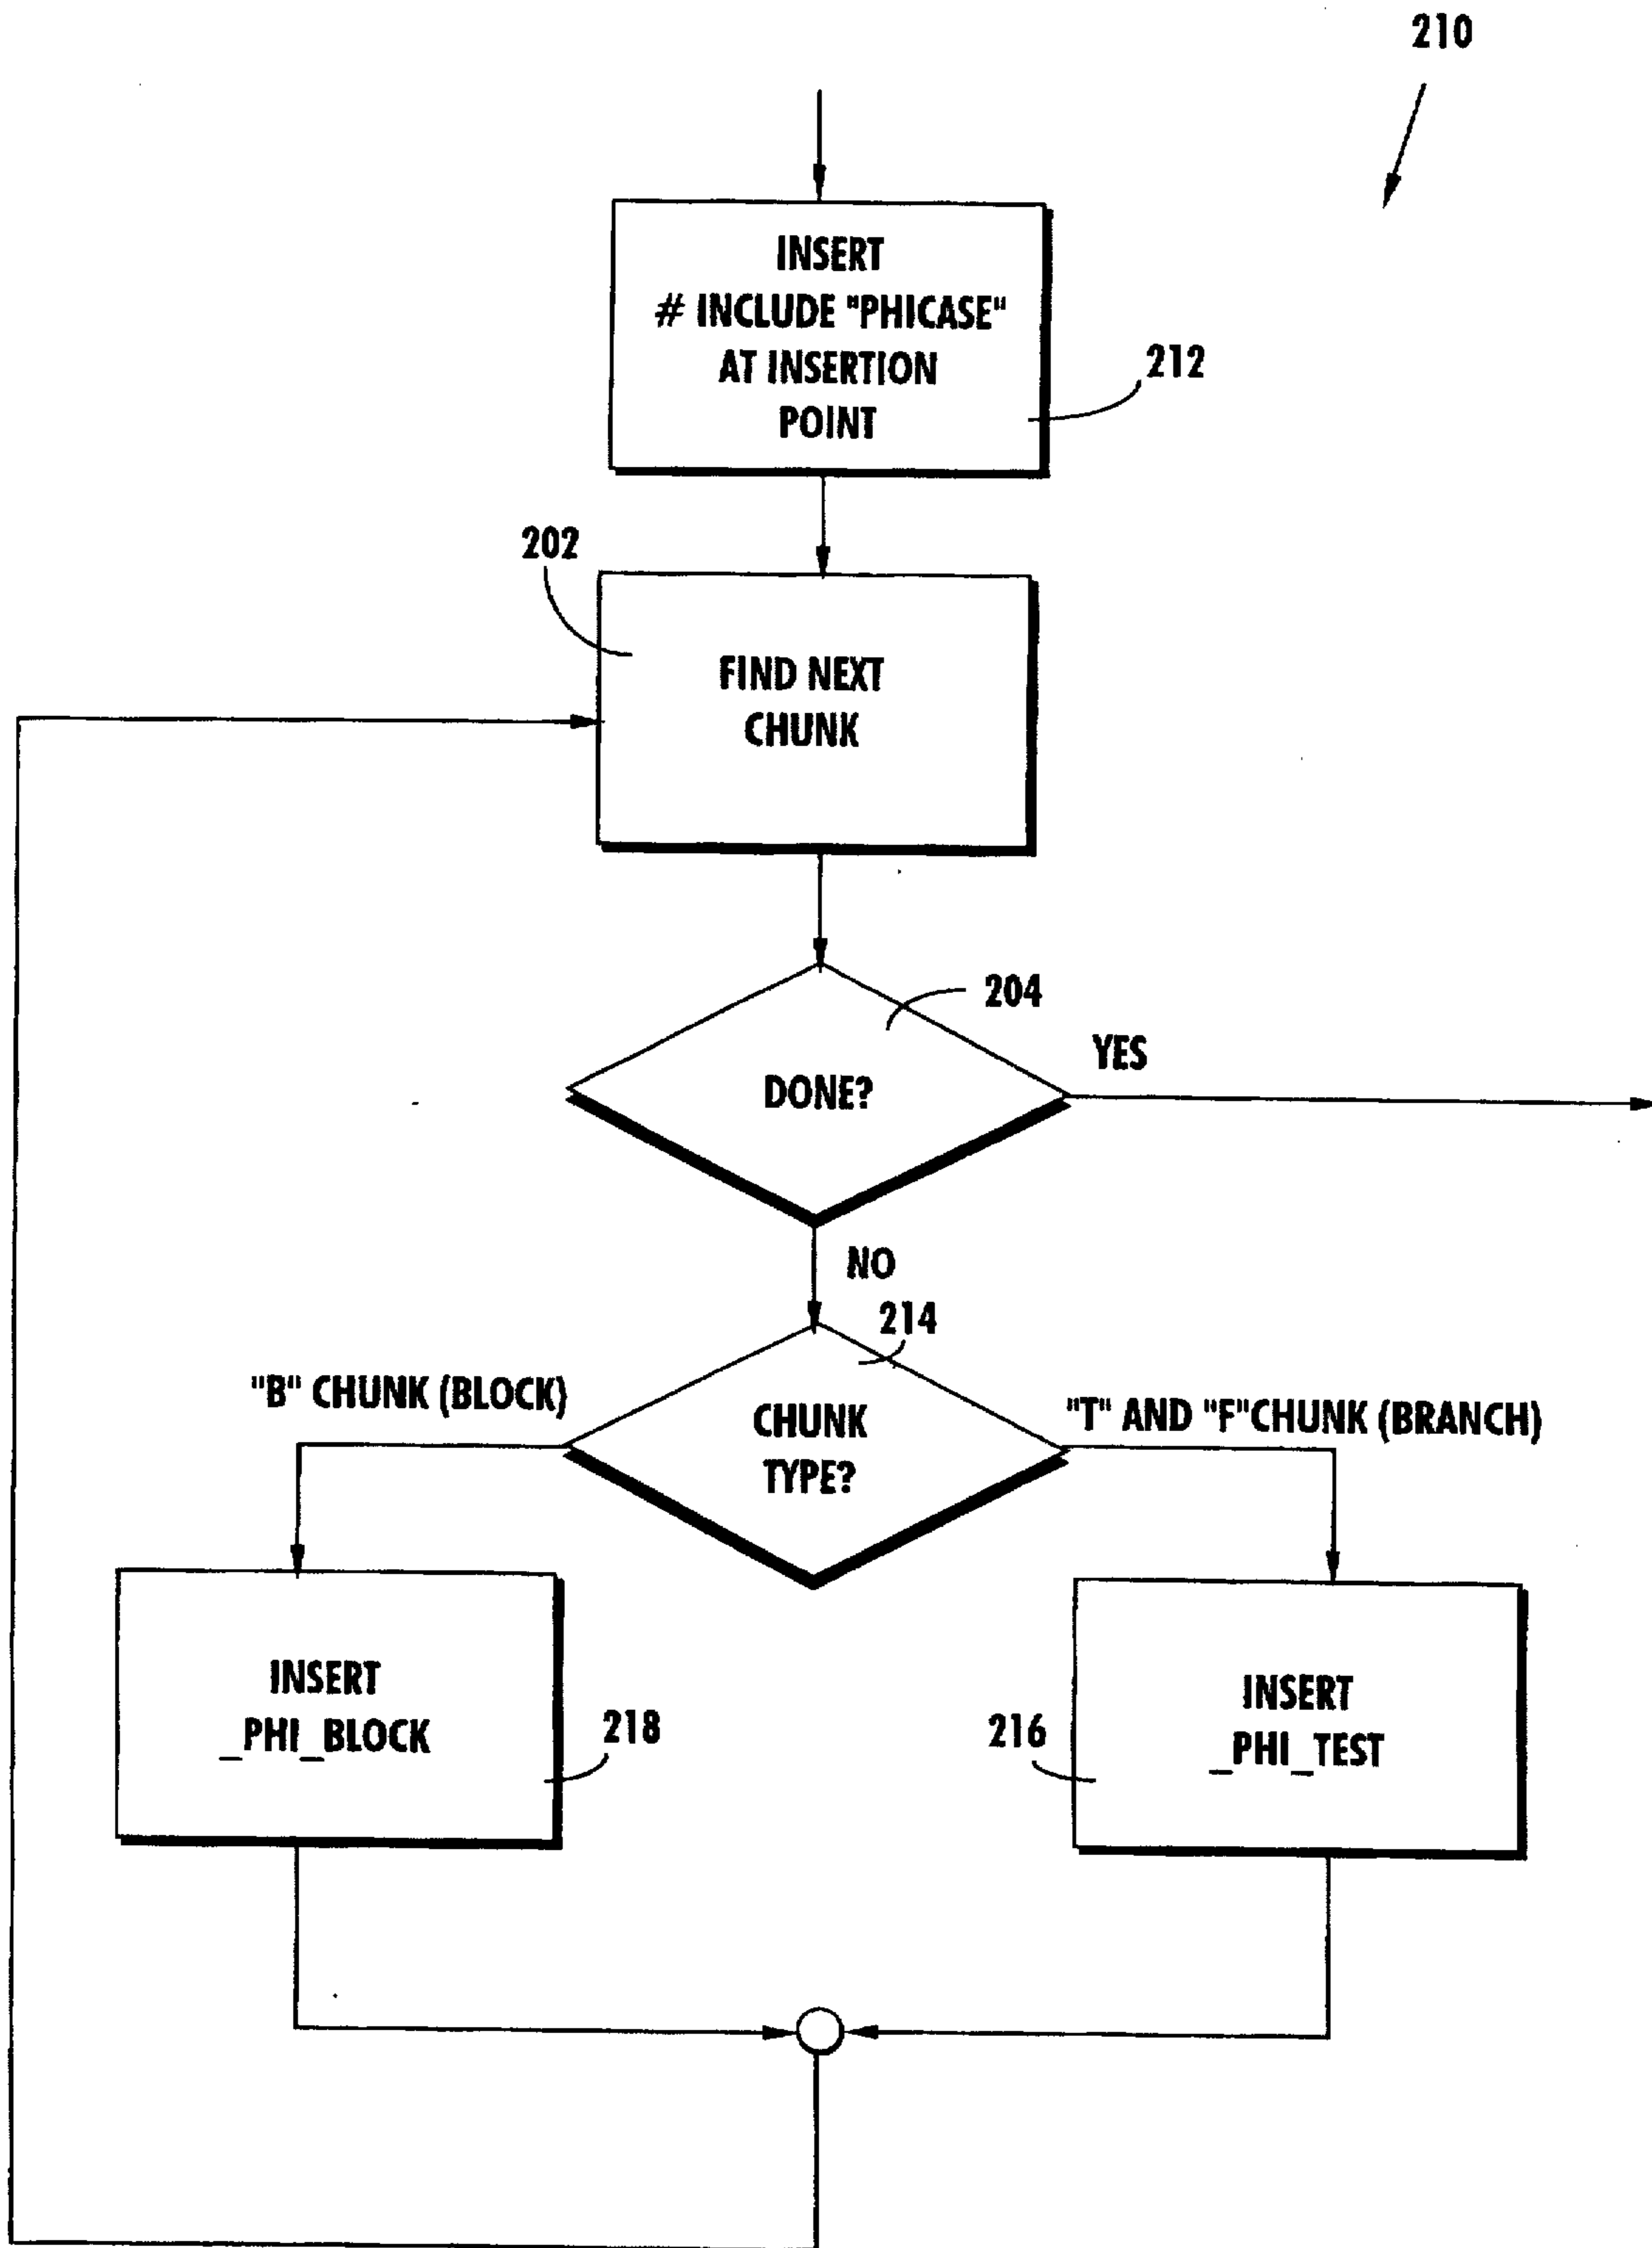 210
INSERT
# INCLUDE "PHICASE"
AT INSERTION
POINT
212
202
FIND NEXT
CHUNK
204
DONE?
YES
NO
214
"B" CHUNK (BLOCK)
"T" AND "F"CHUNK (BRANCH)
CHUNK
TYPE?
INSERT
_PHI_BLOCK
218
216
INSERT
_PHI_TEST